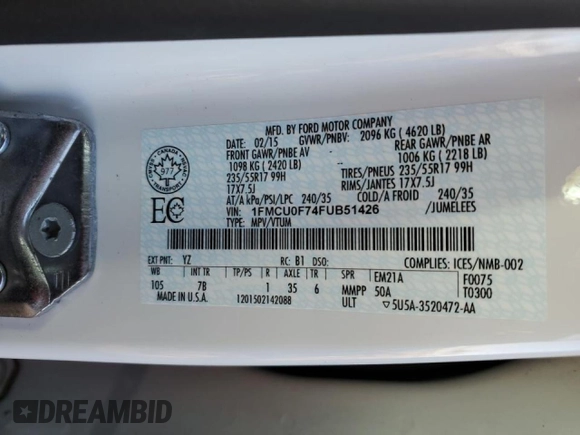 MFD. BY FORD MOTOR COMPANY
DATE: 02/15 GVWR/PNBV: 2096 KG ( 4620 LB)
FRONT GAWR/PNBE AV REAR GAWR/PNBE AR
1098 KG ( 2420 LB) 1006 KG ( 2218 LB)
235/55R17 99H TIRES/PNEUS 235/55R17 99H
17X7.5J RIMS/JANTES 17X7.5J
AT/A kPa/PSI/LPC 240/35 COLD/A FROID 240/35
VIN: 1FMCU0F74FUB51426 /JUMELEES
TYPE: MPV/VTUM
CANADA
977
EC
EXT PNT: YZ RC: B1 DSO: COMPLIES: ICES/NMB-002
WB INT TR TP/PS R AXLE TR SPR EM21A F0075
105 7B 1 35 6 MMPP 50A T0300
MADE IN U.S.A. 1201502142088 ULT 5U5A-3520472-AA
DREAMBID